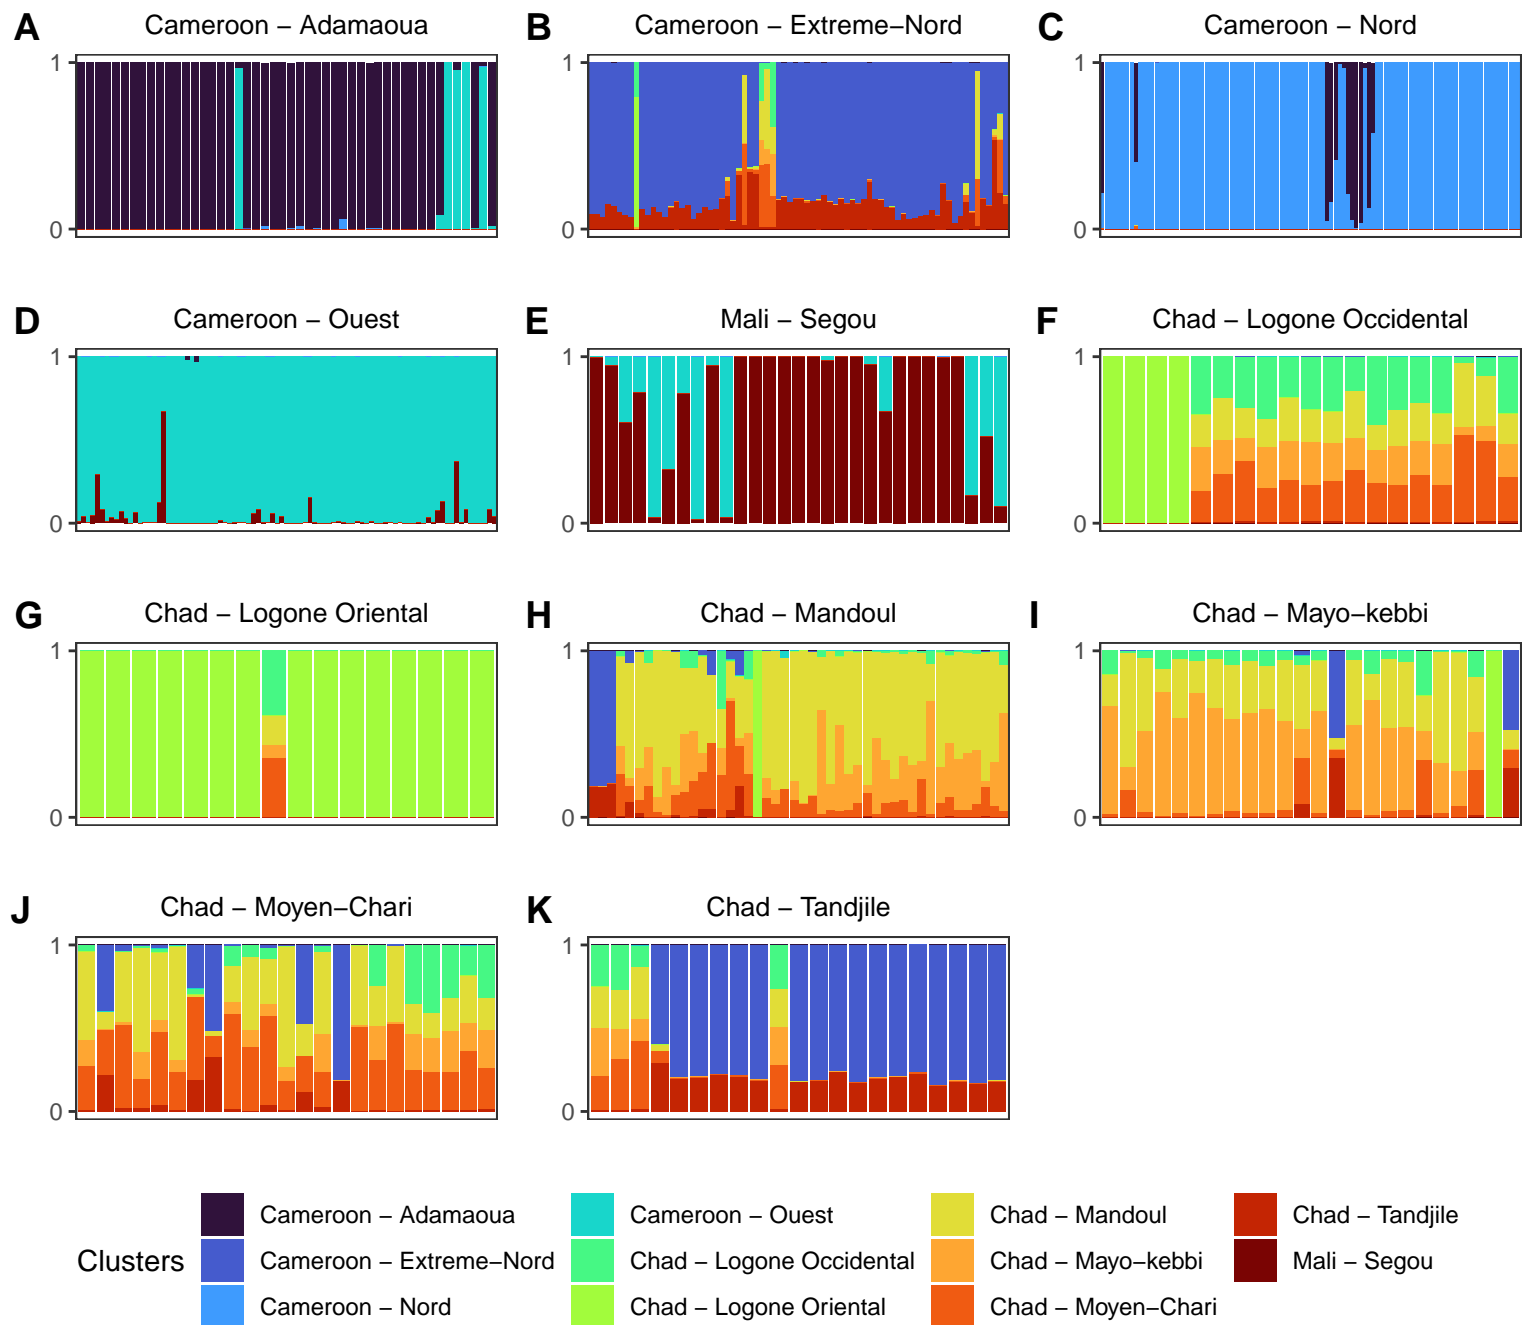 A Cameroon − Adamaoua
B Cameroon − Extreme−Nord
C Cameroon − Nord
1
0
1
0
1
0
D Cameroon − Ouest
E Mali − Segou
F Chad − Logone Occidental
1
0
1
0
1
0
G Chad − Logone Oriental
H Chad − Mandoul
I Chad − Mayo−kebbi
1
0
1
0
1
0
J Chad − Moyen−Chari
K Chad − Tandjile
1
0
1
0
Clusters
Cameroon − Adamaoua
Cameroon − Extreme−Nord
Cameroon − Nord
Cameroon − Ouest
Chad − Logone Occidental
Chad − Logone Oriental
Chad − Mandoul
Chad − Mayo−kebbi
Chad − Moyen−Chari
Chad − Tandjile
Mali − Segou